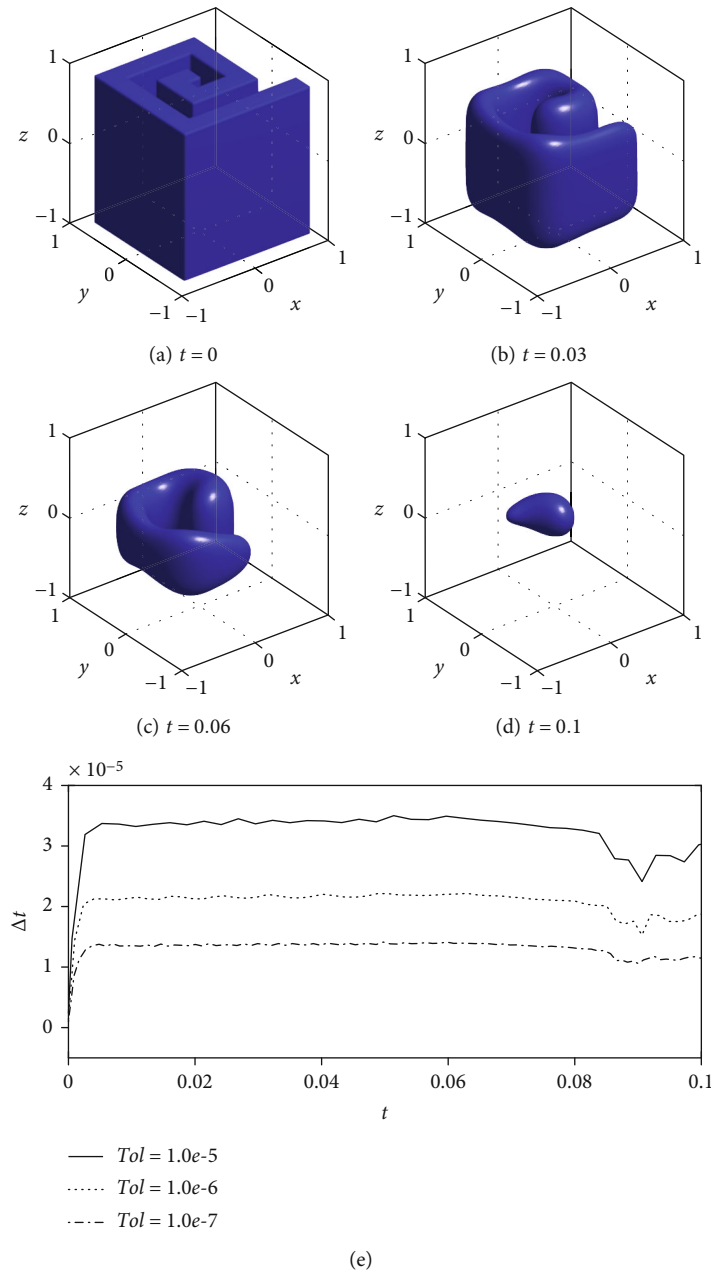 1
0
−1
z
1
0
−1
y
−1
0
1
x
(a) t = 0
1
0
−1
z
1
0
−1
y
−1
0
1
x
(b) t = 0.03
1
0
−1
z
1
0
−1
y
−1
0
1
x
(c) t = 0.06
1
0
−1
z
1
0
−1
y
−1
0
1
x
(d) t = 0.1
× 10−5
4
3
2
1
0
Δt
0 0.02 0.04 0.06 0.08 0.1
t
Tol = 1.0e-5
Tol = 1.0e-6
Tol = 1.0e-7
(e)